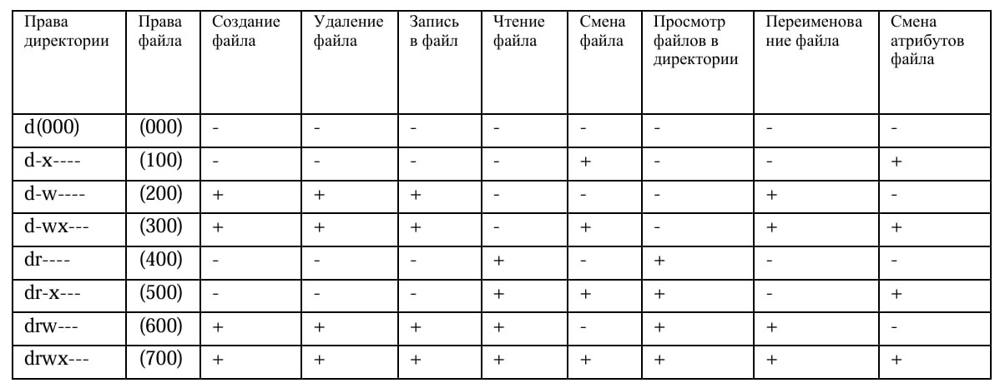 Права директории | Права файла | Создание файла | Удаление файла | Запись в файл | Чтение файла | Смена файла | Просмотр файлов в директории | Переименова ние файла | Смена атрибутов файла
d(000) | (000) | - | - | - | - | - | - | - | -
d-x---- | (100) | - | - | - | - | + | - | - | +
d-w---- | (200) | + | + | + | - | - | - | + | -
d-wx--- | (300) | + | + | + | - | + | - | + | +
dr---- | (400) | - | - | - | + | - | + | - | -
dr-x--- | (500) | - | - | - | + | + | + | - | +
drw--- | (600) | + | + | + | + | - | + | + | -
drwx--- | (700) | + | + | + | + | + | + | + | +